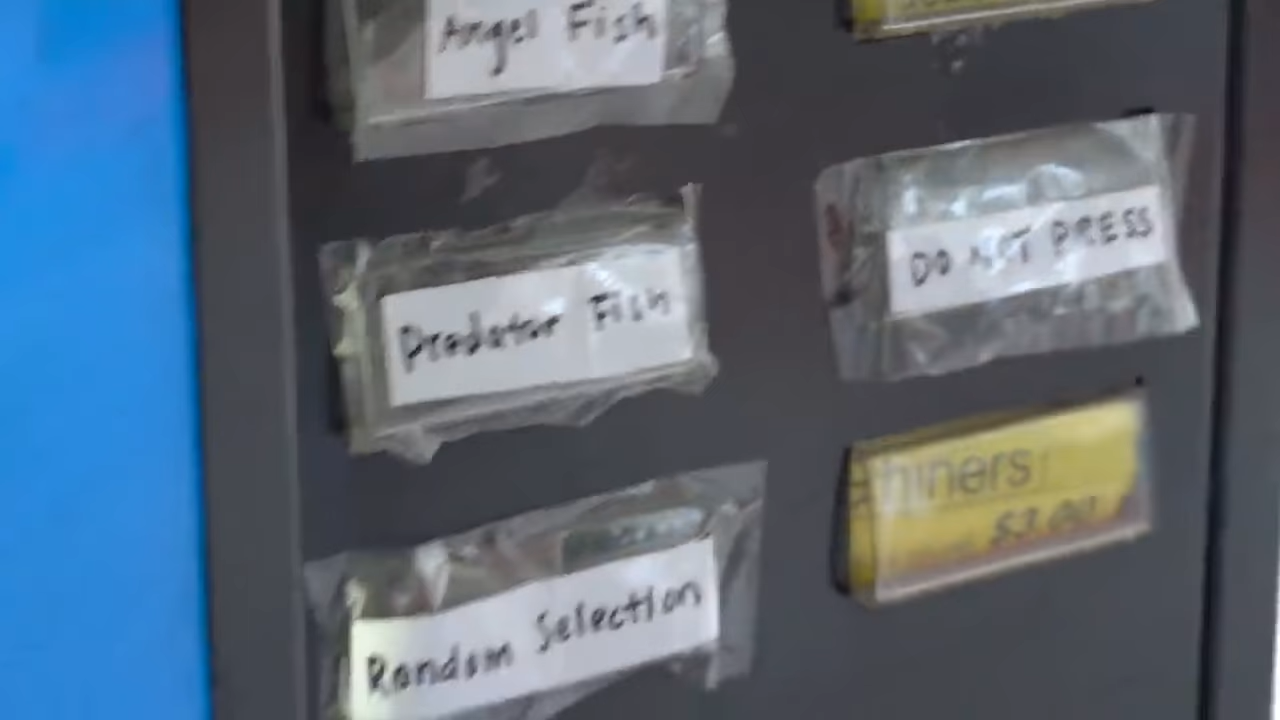 Angel Fish
DO NOT PRESS
Predator Fish
hiners
Random Selection